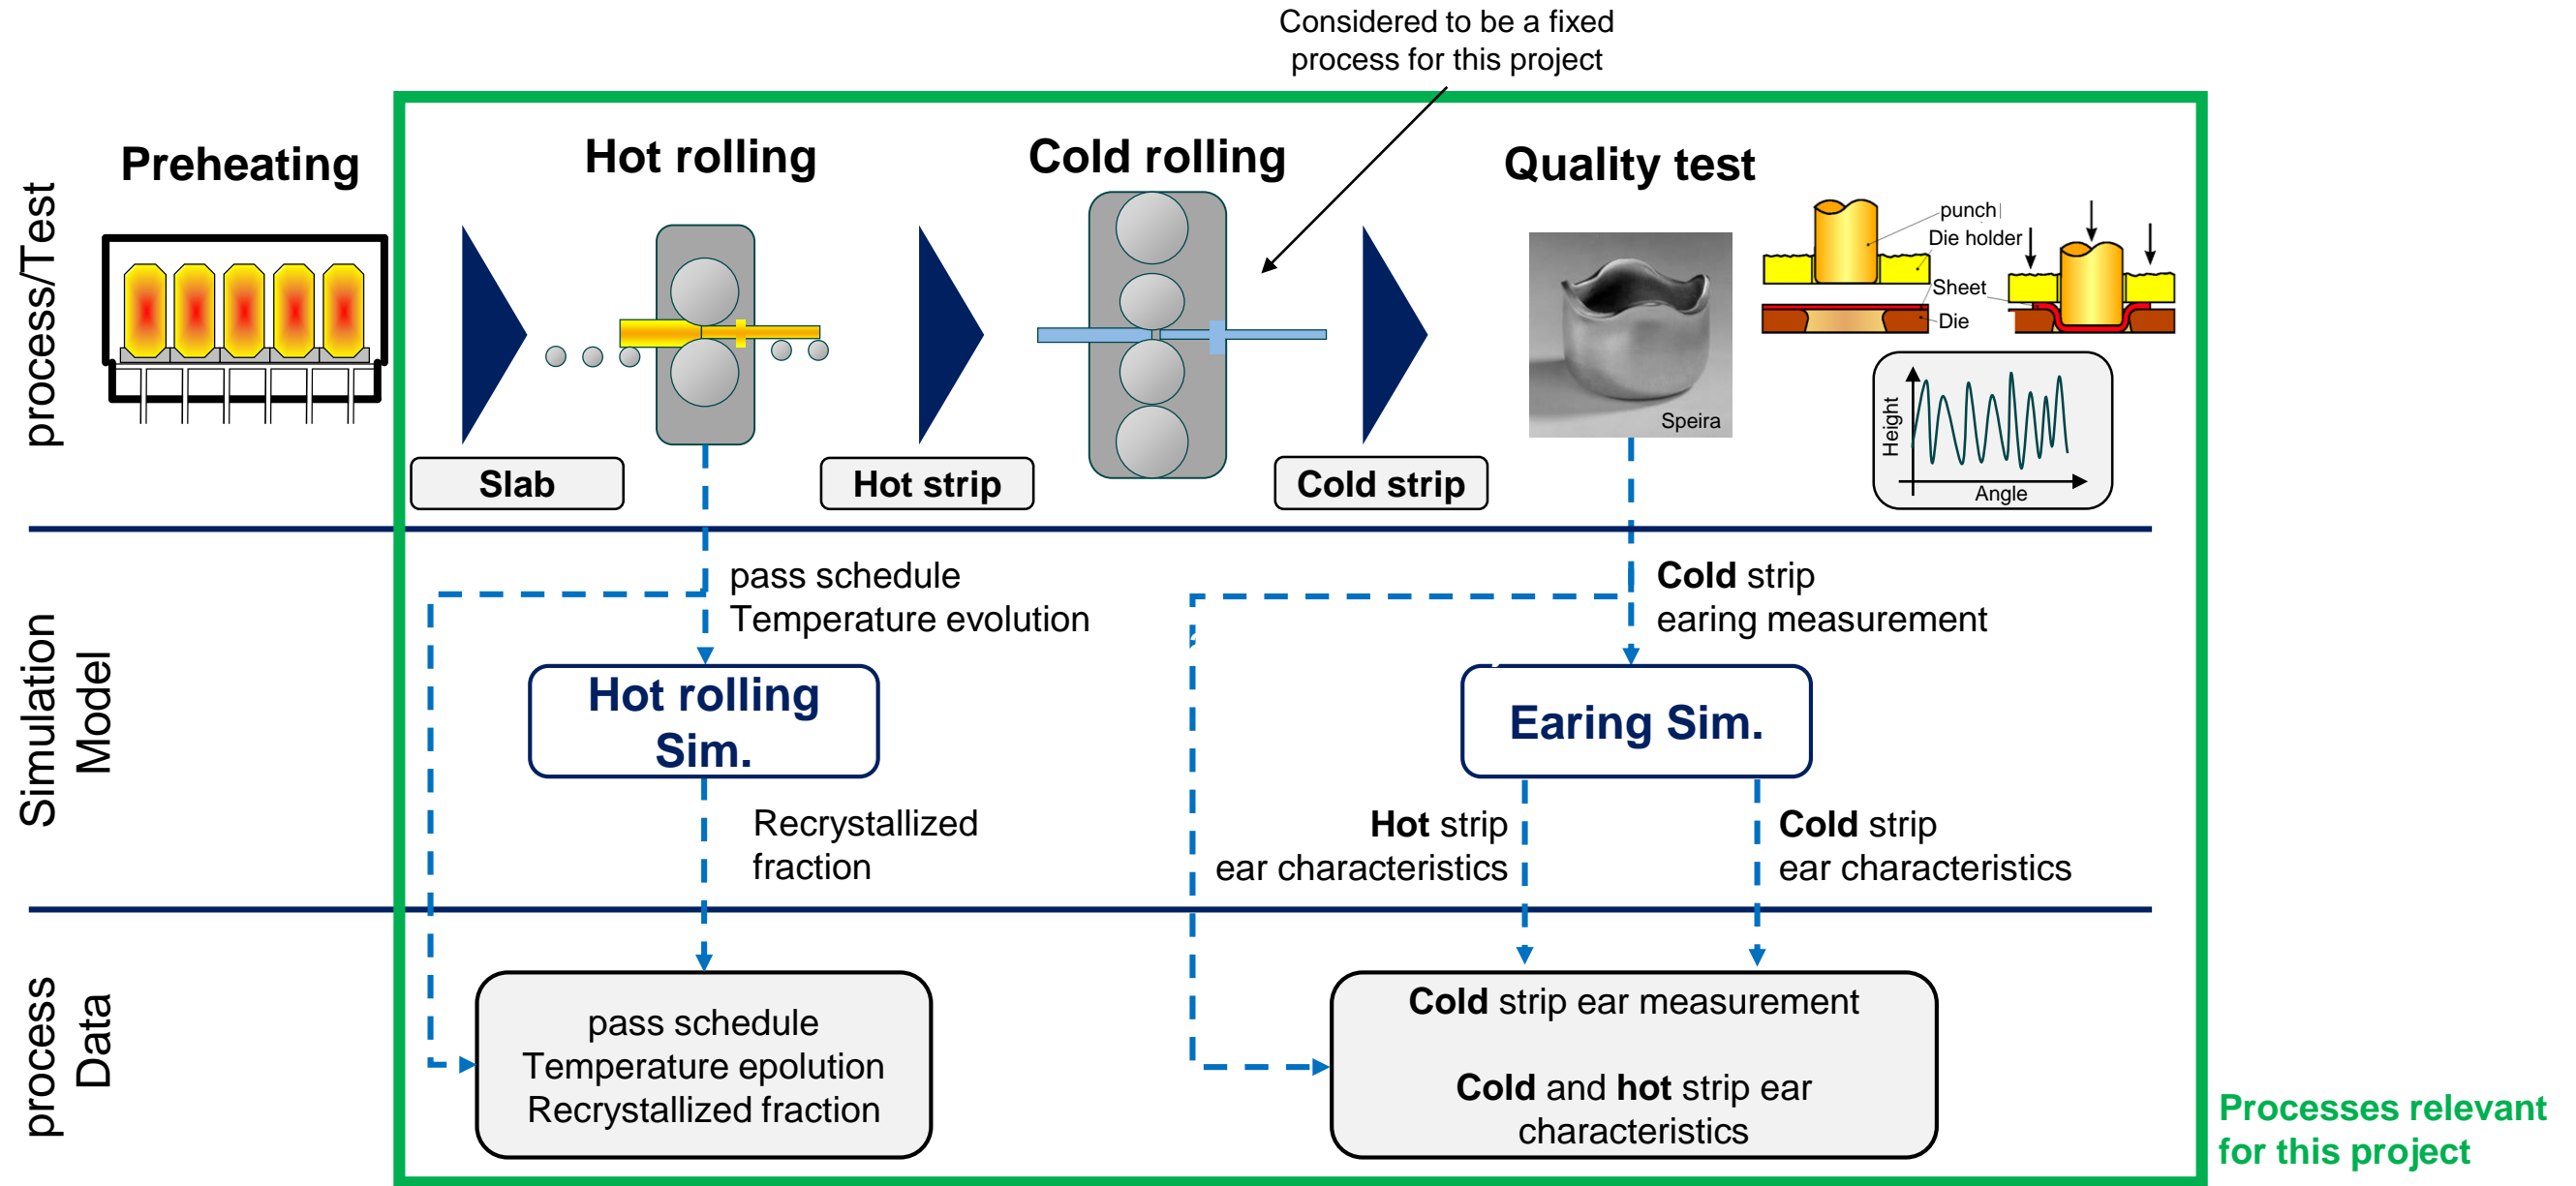 Considered to be a fixed
process for this project
process/Test
Preheating
Hot rolling
Cold rolling
Quality test
punch
Die holder
Sheet
Die
Speira
Height
Angle
Slab
Hot strip
Cold strip
Simulation
Model
pass schedule
Temperature evolution
Cold strip
earing measurement
Hot rolling
Sim.
Earing Sim.
Recrystallized
fraction
Hot strip
ear characteristics
Cold strip
ear characteristics
process
Data
pass schedule
Temperature epolution
Recrystallized fraction
Cold strip ear measurement
Cold and hot strip ear
characteristics
Processes relevant
for this project